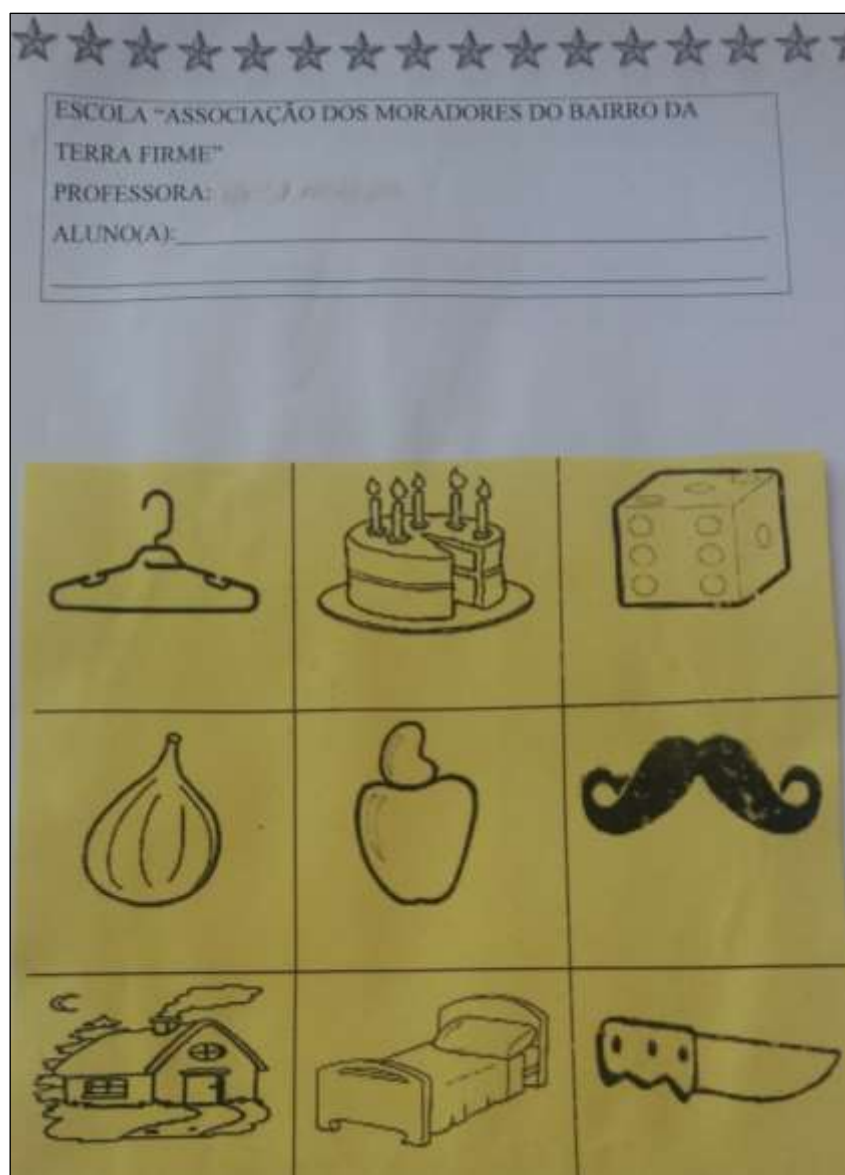 ESCOLA “ASSOCIAÇÃO DOS MORADORES DO BAIRRO DA
TERRA FIRME”
PROFESSORA:
ALUNO(A):